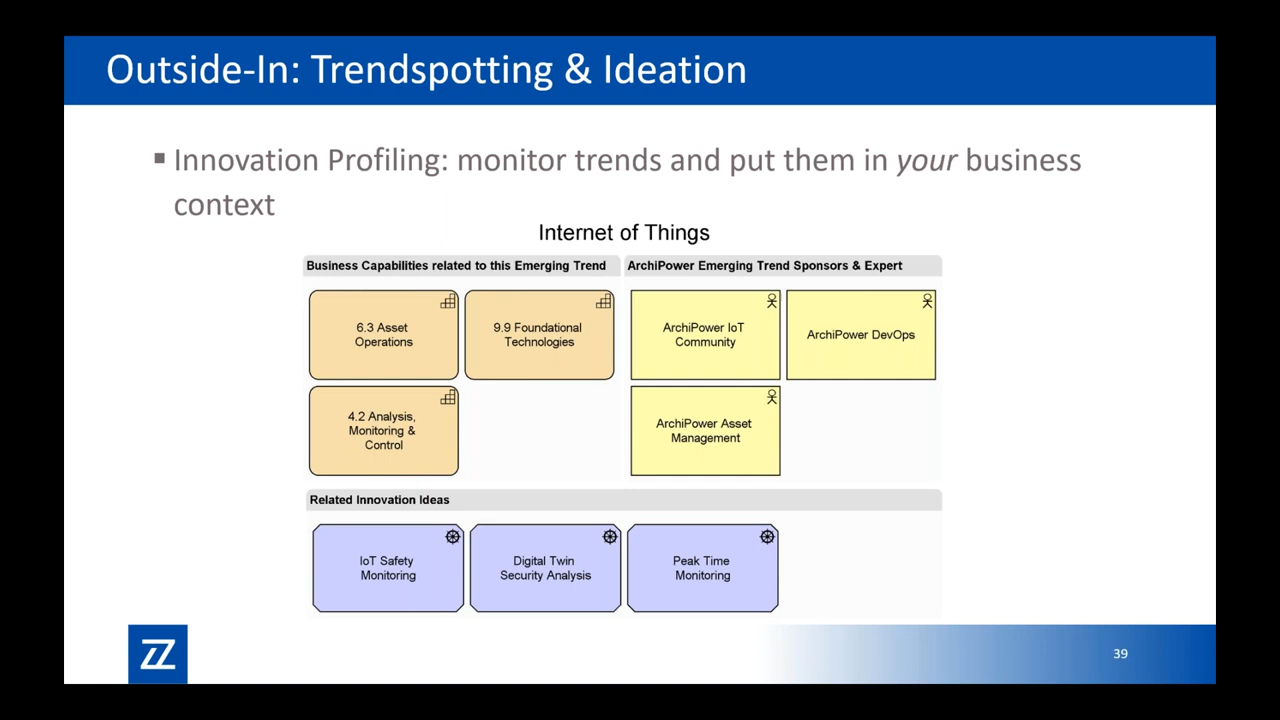 Outside-In: Trendspotting & Ideation
▪ Innovation Profiling: monitor trends and put them in your business
context
Internet of Things
Business Capabilities related to this Emerging Trend
ArchiPower Emerging Trend Sponsors & Expert
6.3 Asset
Operations
9.9 Foundational
Technologies
ArchiPower IoT
Community
ArchiPower DevOps
4.2 Analysis,
Monitoring &
Control
ArchiPower Asset
Management
Related Innovation Ideas
IoT Safety
Monitoring
Digital Twin
Security Analysis
Peak Time
Monitoring
39